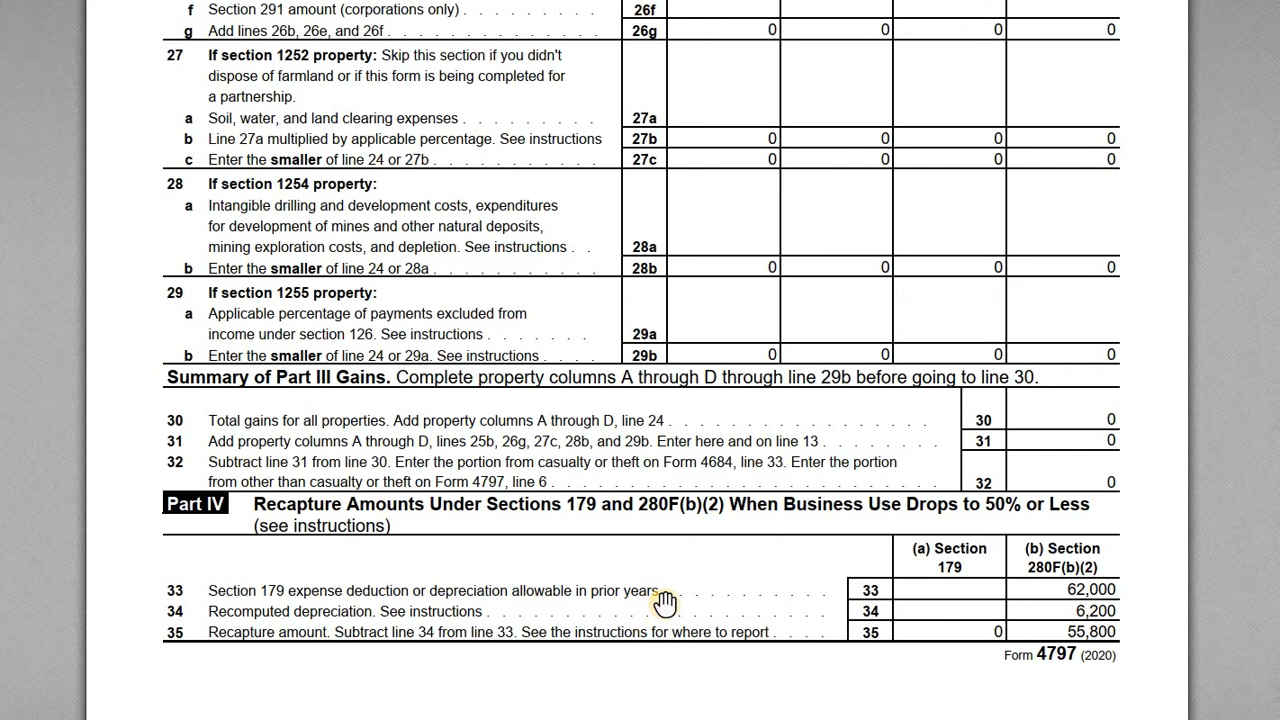 f Section 291 amount (corporations only) . . . . . . . . . 26f
g Add lines 26b, 26e, and 26f . . . . . . . . . . . . . 26g 0 0 0 0
27 If section 1252 property: Skip this section if you didn't
dispose of farmland or if this form is being completed for
a partnership.
a Soil, water, and land clearing expenses . . . . . . . . . 27a
b Line 27a multiplied by applicable percentage. See instructions 27b 0 0 0 0
c Enter the smaller of line 24 or 27b . . . . . . . . . . . 27c 0 0 0 0
28 If section 1254 property:
a Intangible drilling and development costs, expenditures
for development of mines and other natural deposits,
mining exploration costs, and depletion. See instructions . . 28a
b Enter the smaller of line 24 or 28a . . . . . . . . . . . 28b 0 0 0 0
29 If section 1255 property:
a Applicable percentage of payments excluded from
income under section 126. See instructions . . . . . . . 29a
b Enter the smaller of line 24 or 29a. See instructions . . . . 29b 0 0 0 0
Summary of Part III Gains. Complete property columns A through D through line 29b before going to line 30.
30 Total gains for all properties. Add property columns A through D, line 24 . . . . . . . . . . . . . . . . 30 0
31 Add property columns A through D, lines 25b, 26g, 27c, 28b, and 29b. Enter here and on line 13 . . . . . . . 31 0
32 Subtract line 31 from line 30. Enter the portion from casualty or theft on Form 4684, line 33. Enter the portion
from other than casualty or theft on Form 4797, line 6 . . . . . . . . . . . . . . . . . . . . . . . 32 0
Part IV Recapture Amounts Under Sections 179 and 280F(b)(2) When Business Use Drops to 50% or Less
(see instructions)
(a) Section (b) Section
179 280F(b)(2)
33 Section 179 expense deduction or depreciation allowable in prior years . . . . . . . . . 33 62,000
34 Recomputed depreciation. See instructions . . . . . . . . . . . . . . . . . . . . 34 6,200
35 Recapture amount. Subtract line 34 from line 33. See the instructions for where to report . . . . 35 0 55,800
Form 4797 (2020)